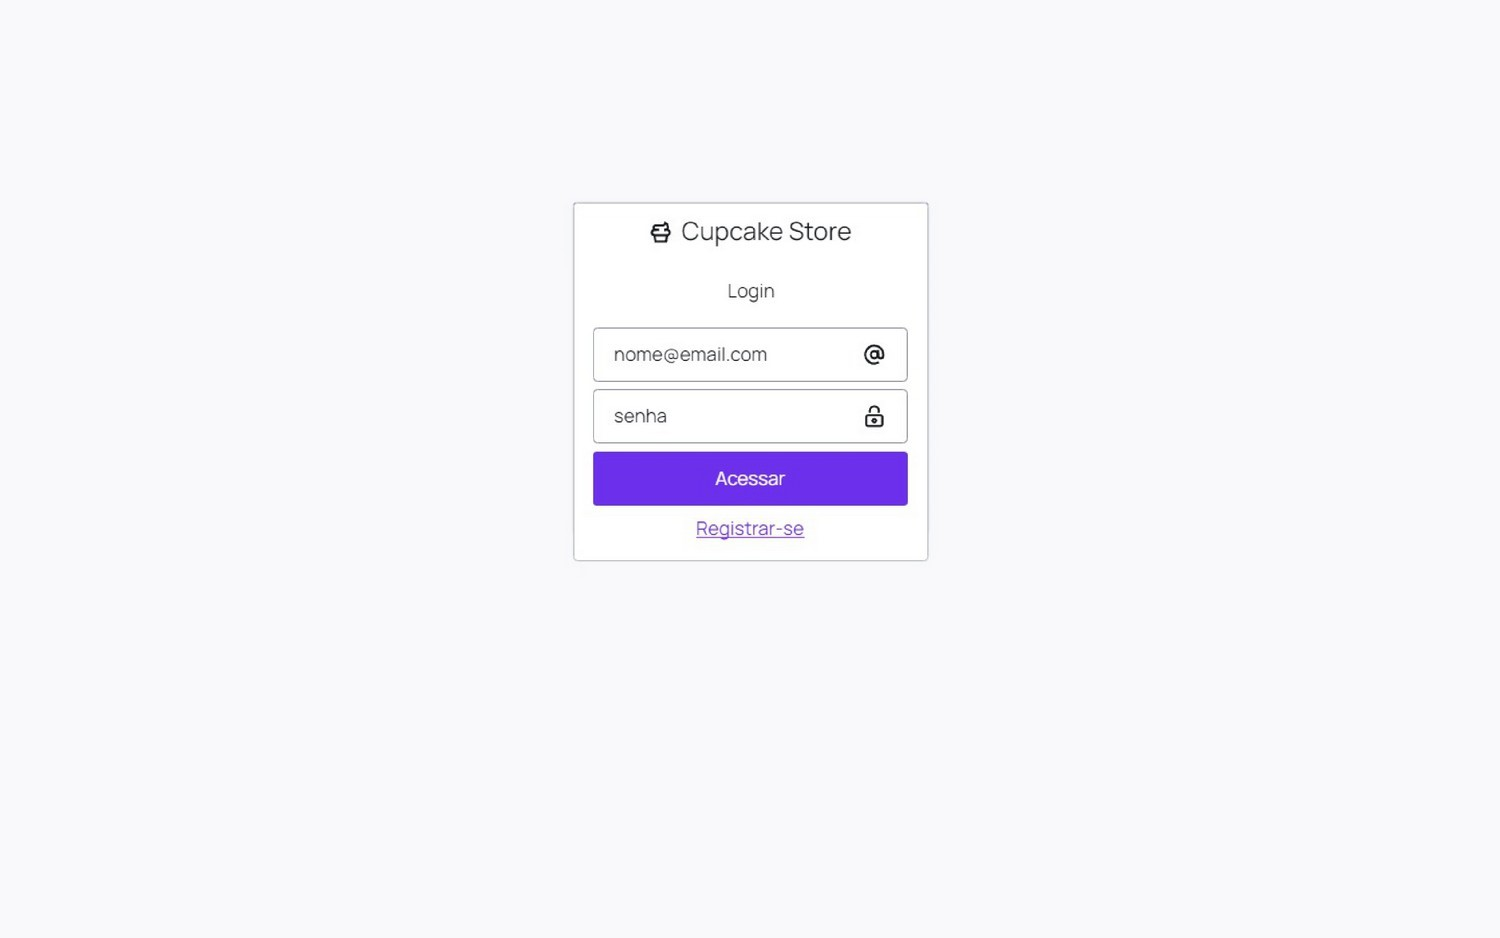 Cupcake Store
Login
nome@email.com
senha
Acessar
Registrar-se